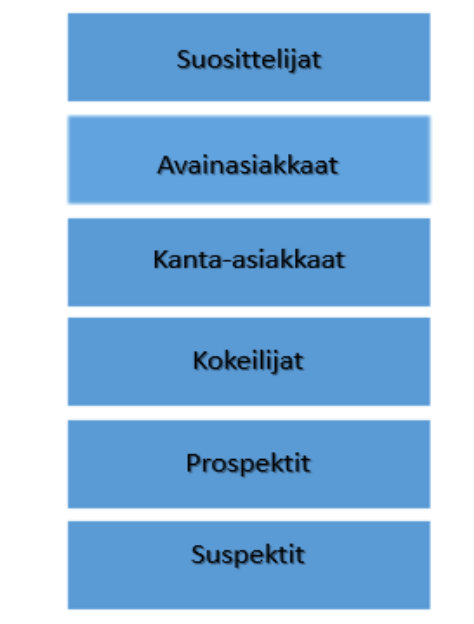 Suosittelijat
Avainasiakkaat
Kanta-asiakkaat
Kokeilijat
Prospektit
Suspektit